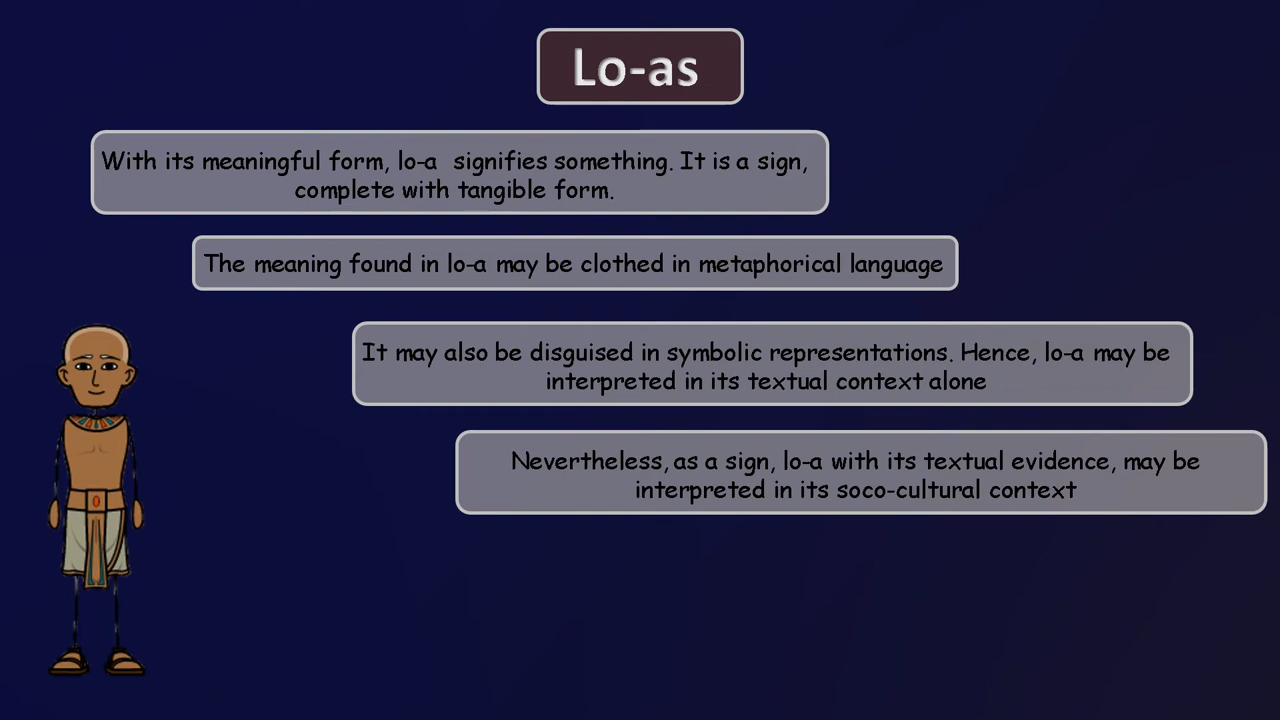 Lo-as
With its meaningful form, lo-a signifies something. It is a sign,
complete with tangible form.
The meaning found in lo-a may be clothed in metaphorical language
It may also be disguised in symbolic representations. Hence, lo-a may be
interpreted in its textual context alone
Nevertheless, as a sign, lo-a with its textual evidence, may be
interpreted in its soco-cultural context